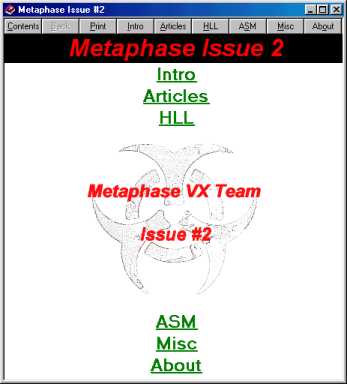 Metaphase Issue #2
Contents Back Print Intro Articles HLL ASM Misc About
Metaphase Issue 2
Intro
Articles
HLL
Metaphase VX Team
Issue #2
ASM
Misc
About